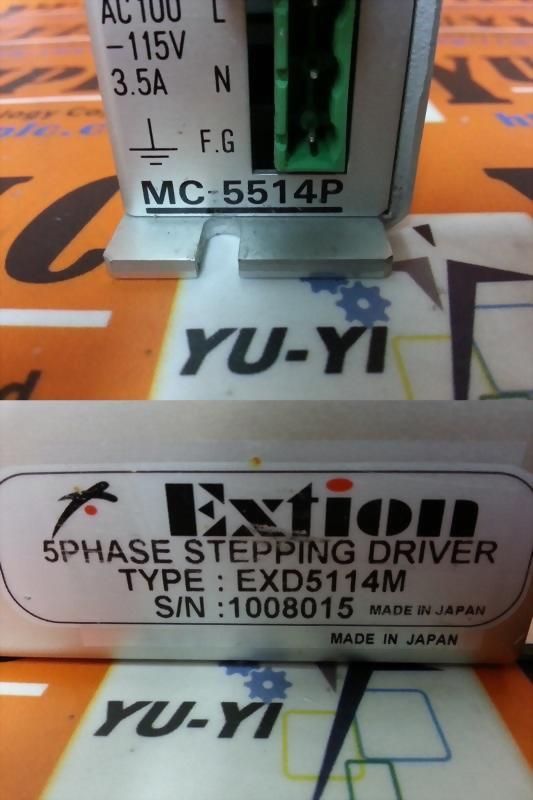 AC100 L
-115V
3.5A N
F.G
MC-5514P
YU-YI
Extion
5PHASE STEPPING DRIVER
TYPE : EXD5114M
S/N :1008015 MADE IN JAPAN
MADE IN JAPAN
YU-YI